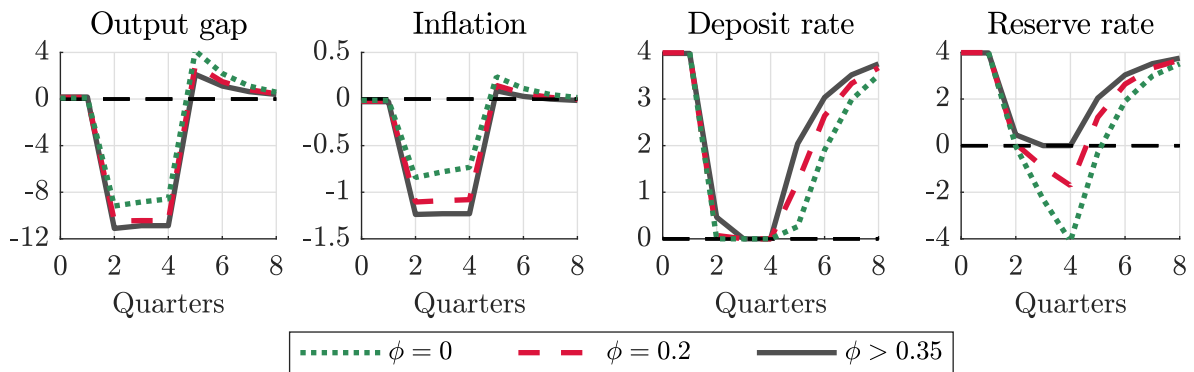 Output gap
4
0
-4
-8
-12
0 2 4 6 8
Quarters
Inflation
0.5
0
-0.5
-1
-1.5
0 2 4 6 8
Quarters
Deposit rate
4
3
2
1
0
0 2 4 6 8
Quarters
Reserve rate
4
2
0
-2
-4
0 2 4 6 8
Quarters
ϕ = 0 ϕ = 0.2 ϕ > 0.35